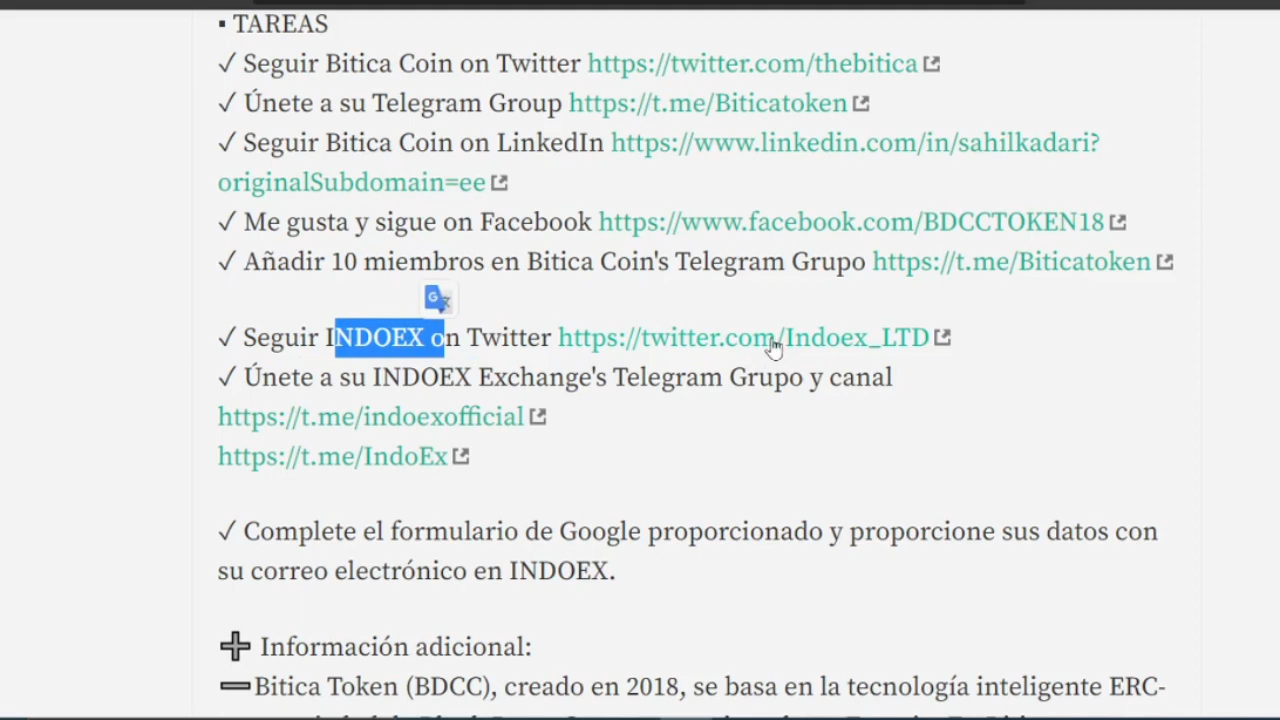 ▪ TAREAS
✓ Seguir Bitica Coin on Twitter https://twitter.com/thebitica
✓ Únete a su Telegram Group https://t.me/Biticatoken
✓ Seguir Bitica Coin on LinkedIn https://www.linkedin.com/in/sahilkadari?
originalSubdomain=ee
✓ Me gusta y sigue on Facebook https://www.facebook.com/BDCCTOKEN18
✓ Añadir 10 miembros en Bitica Coin's Telegram Grupo https://t.me/Biticatoken
✓ Seguir INDOEX on Twitter https://twitter.com/Indoex_LTD
✓ Únete a su INDOEX Exchange's Telegram Grupo y canal
https://t.me/indoexofficial
https://t.me/IndoEx
✓ Complete el formulario de Google proporcionado y proporcione sus datos con
su correo electrónico en INDOEX.
➕ Información adicional:
➖Bitica Token (BDCC), creado en 2018, se basa en la tecnología inteligente ERC-